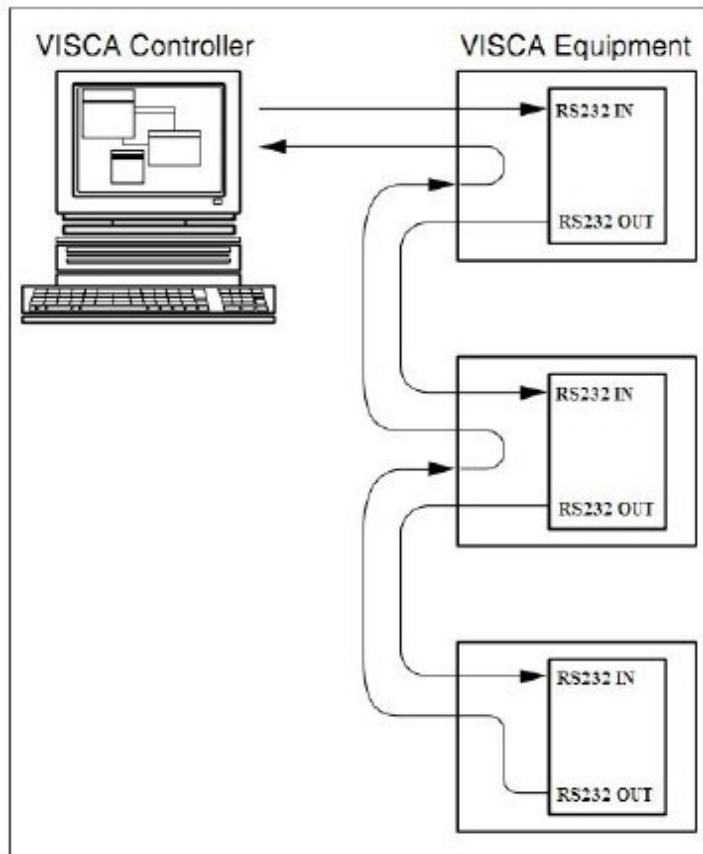 VISCA Controller
VISCA Equipment
RS232 IN
RS232 OUT
RS232 IN
RS232 OUT
RS232 IN
RS232 OUT